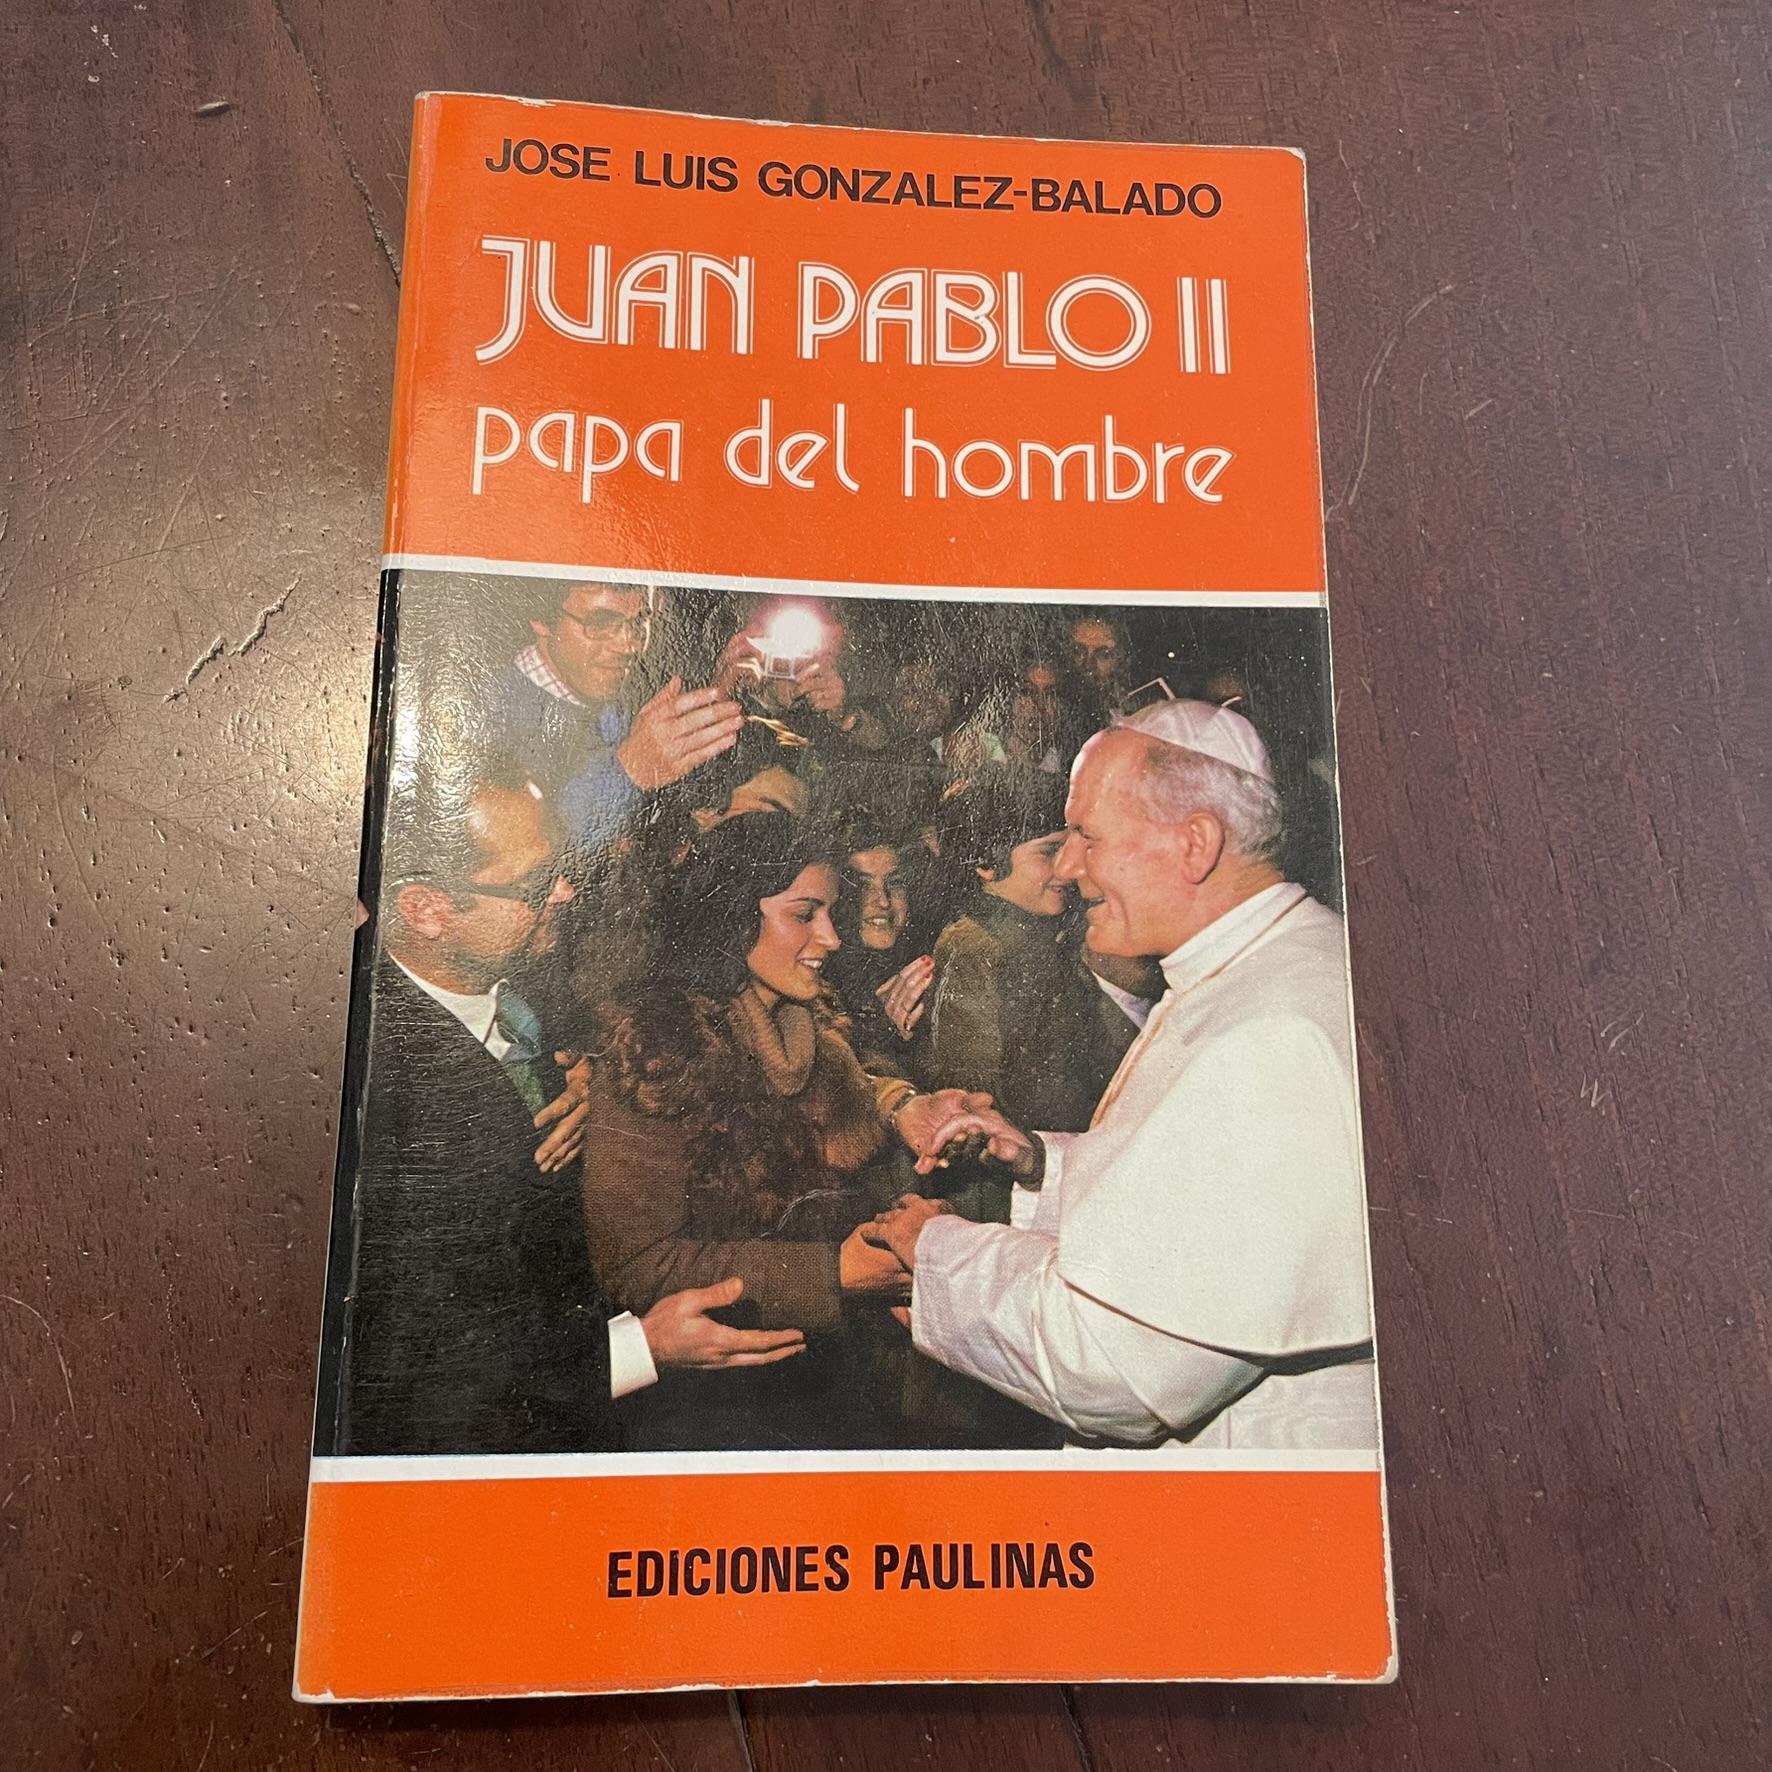 JOSE LUIS GONZALEZ-BALADO
JUAN PABLO II
papa del hombre
EDICIONES PAULINAS